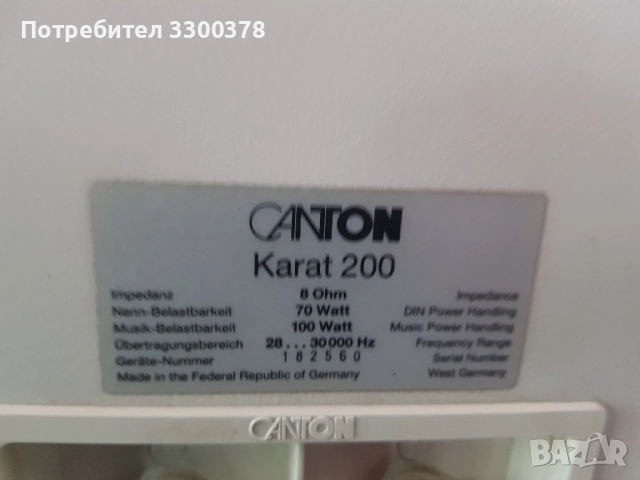 Потребител 3300378
CANTON
Karat 200
Impedanz 8 Ohm Impedance
Nenn-Belastbarkeit 70 Watt DIN Power Handling
Musik-Belastbarkeit 100 Watt Music Power Handling
Übertragungsbereich 28...30000 Hz Frequency Range
Geräte-Nummer 182560 Serial Number
Made in the Federal Republic of Germany West Germany
CANTON
BAZAR